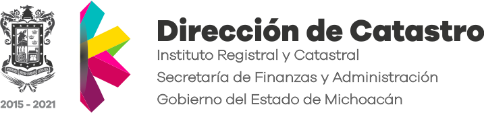 Dirección de Catastro
Instituto Registral y Catastral
Secretaría de Finanzas y Administración
Gobierno del Estado de Michoacán
2015 - 2021